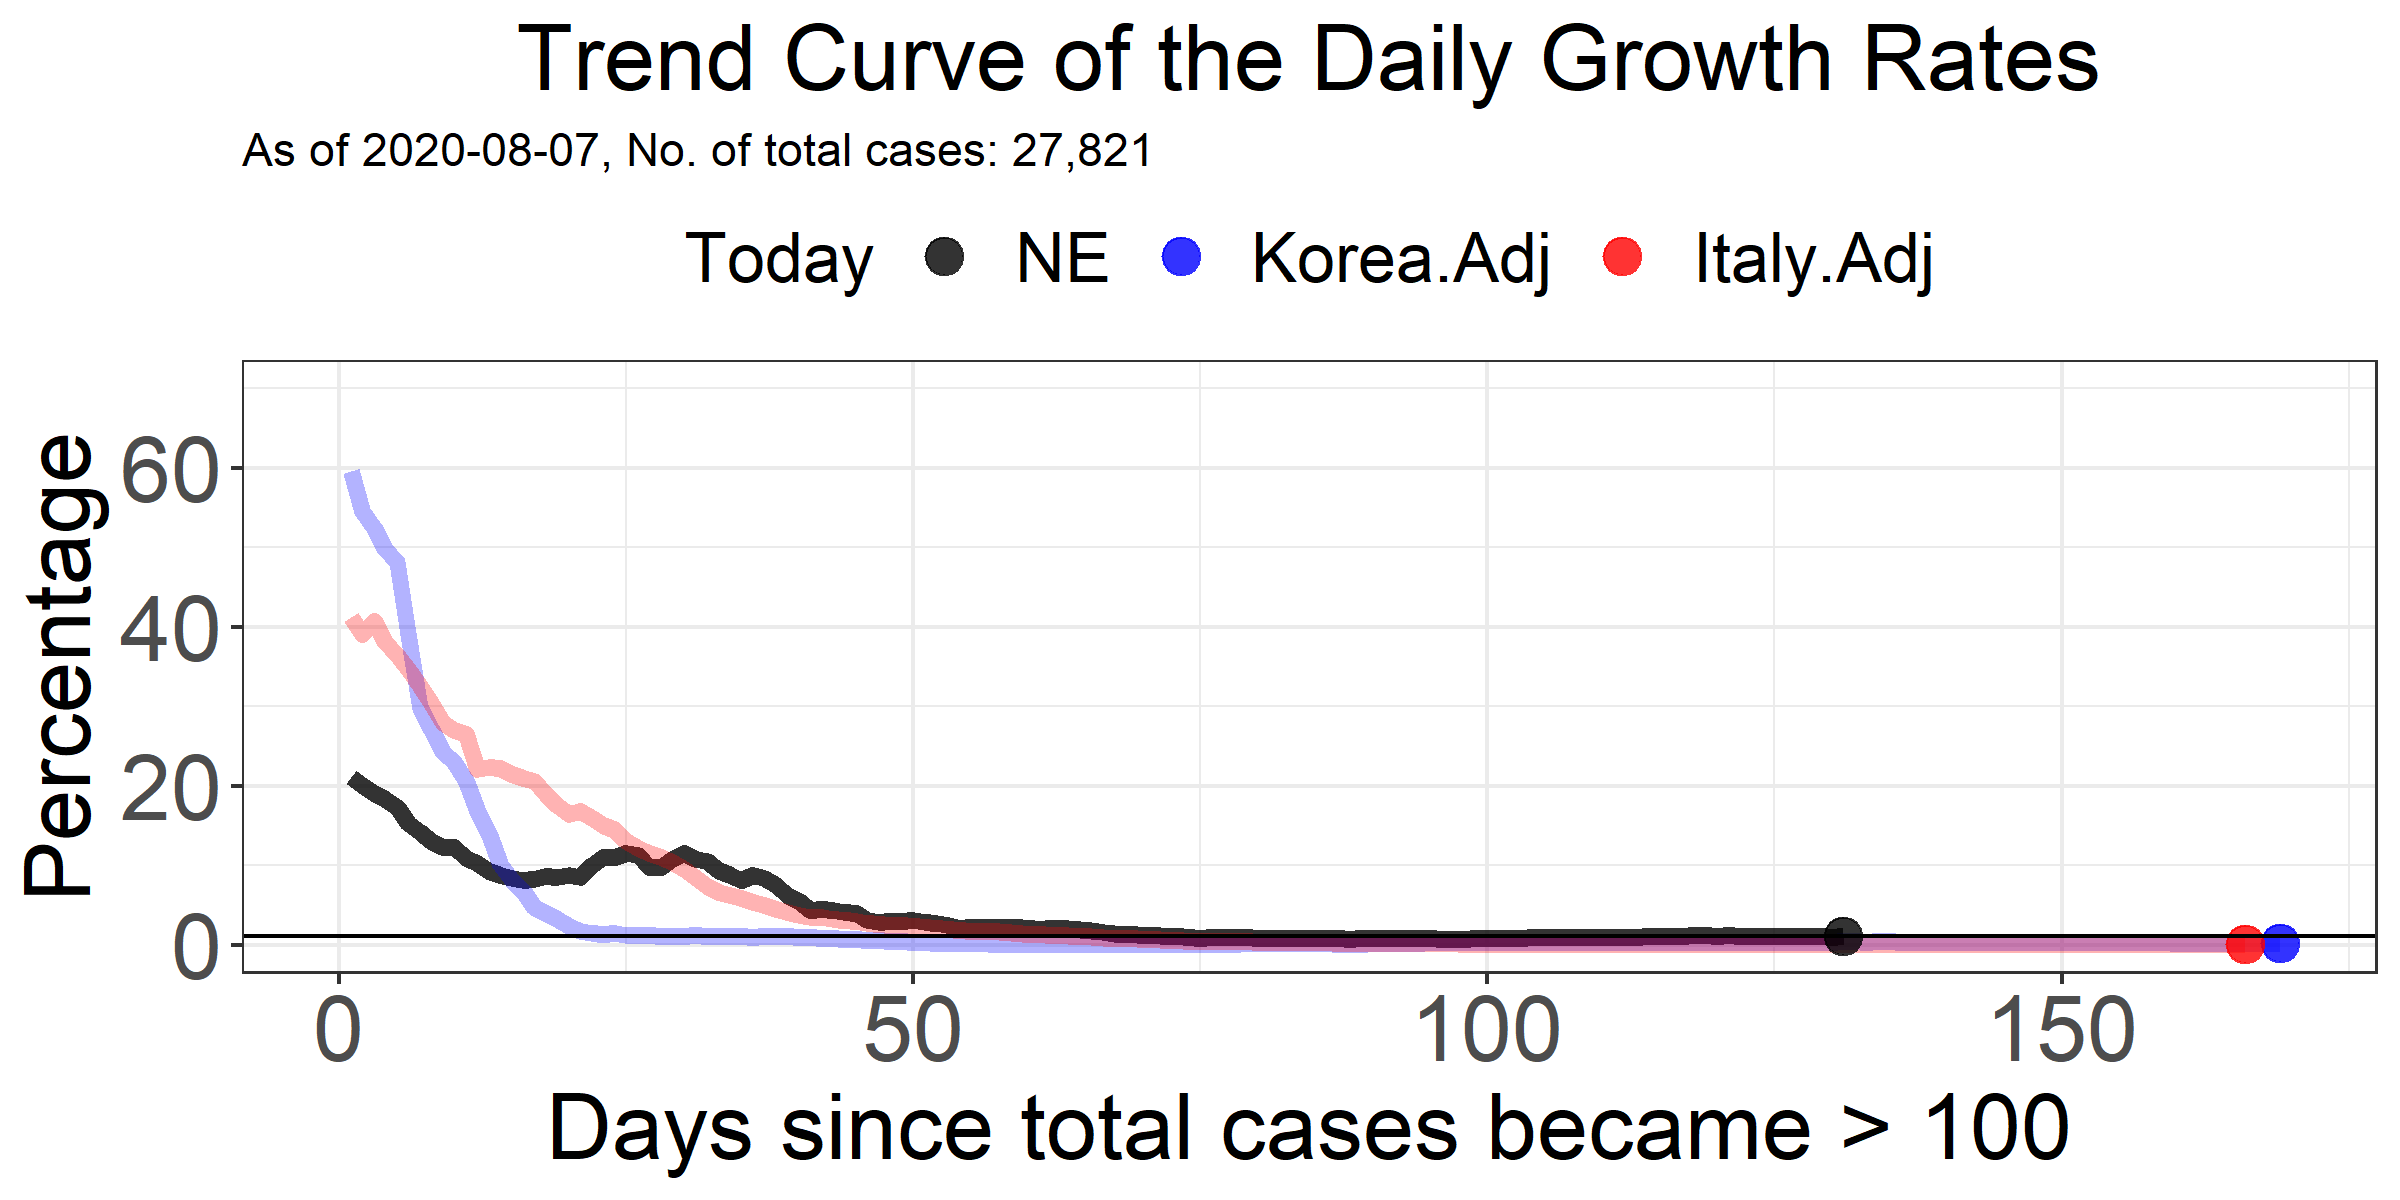 Trend Curve of the Daily Growth Rates
As of 2020-08-07, No. of total cases: 27,821
Today NE Korea.Adj Italy.Adj
Percentage
60
40
20
0
0 50 100 150
Days since total cases became > 100